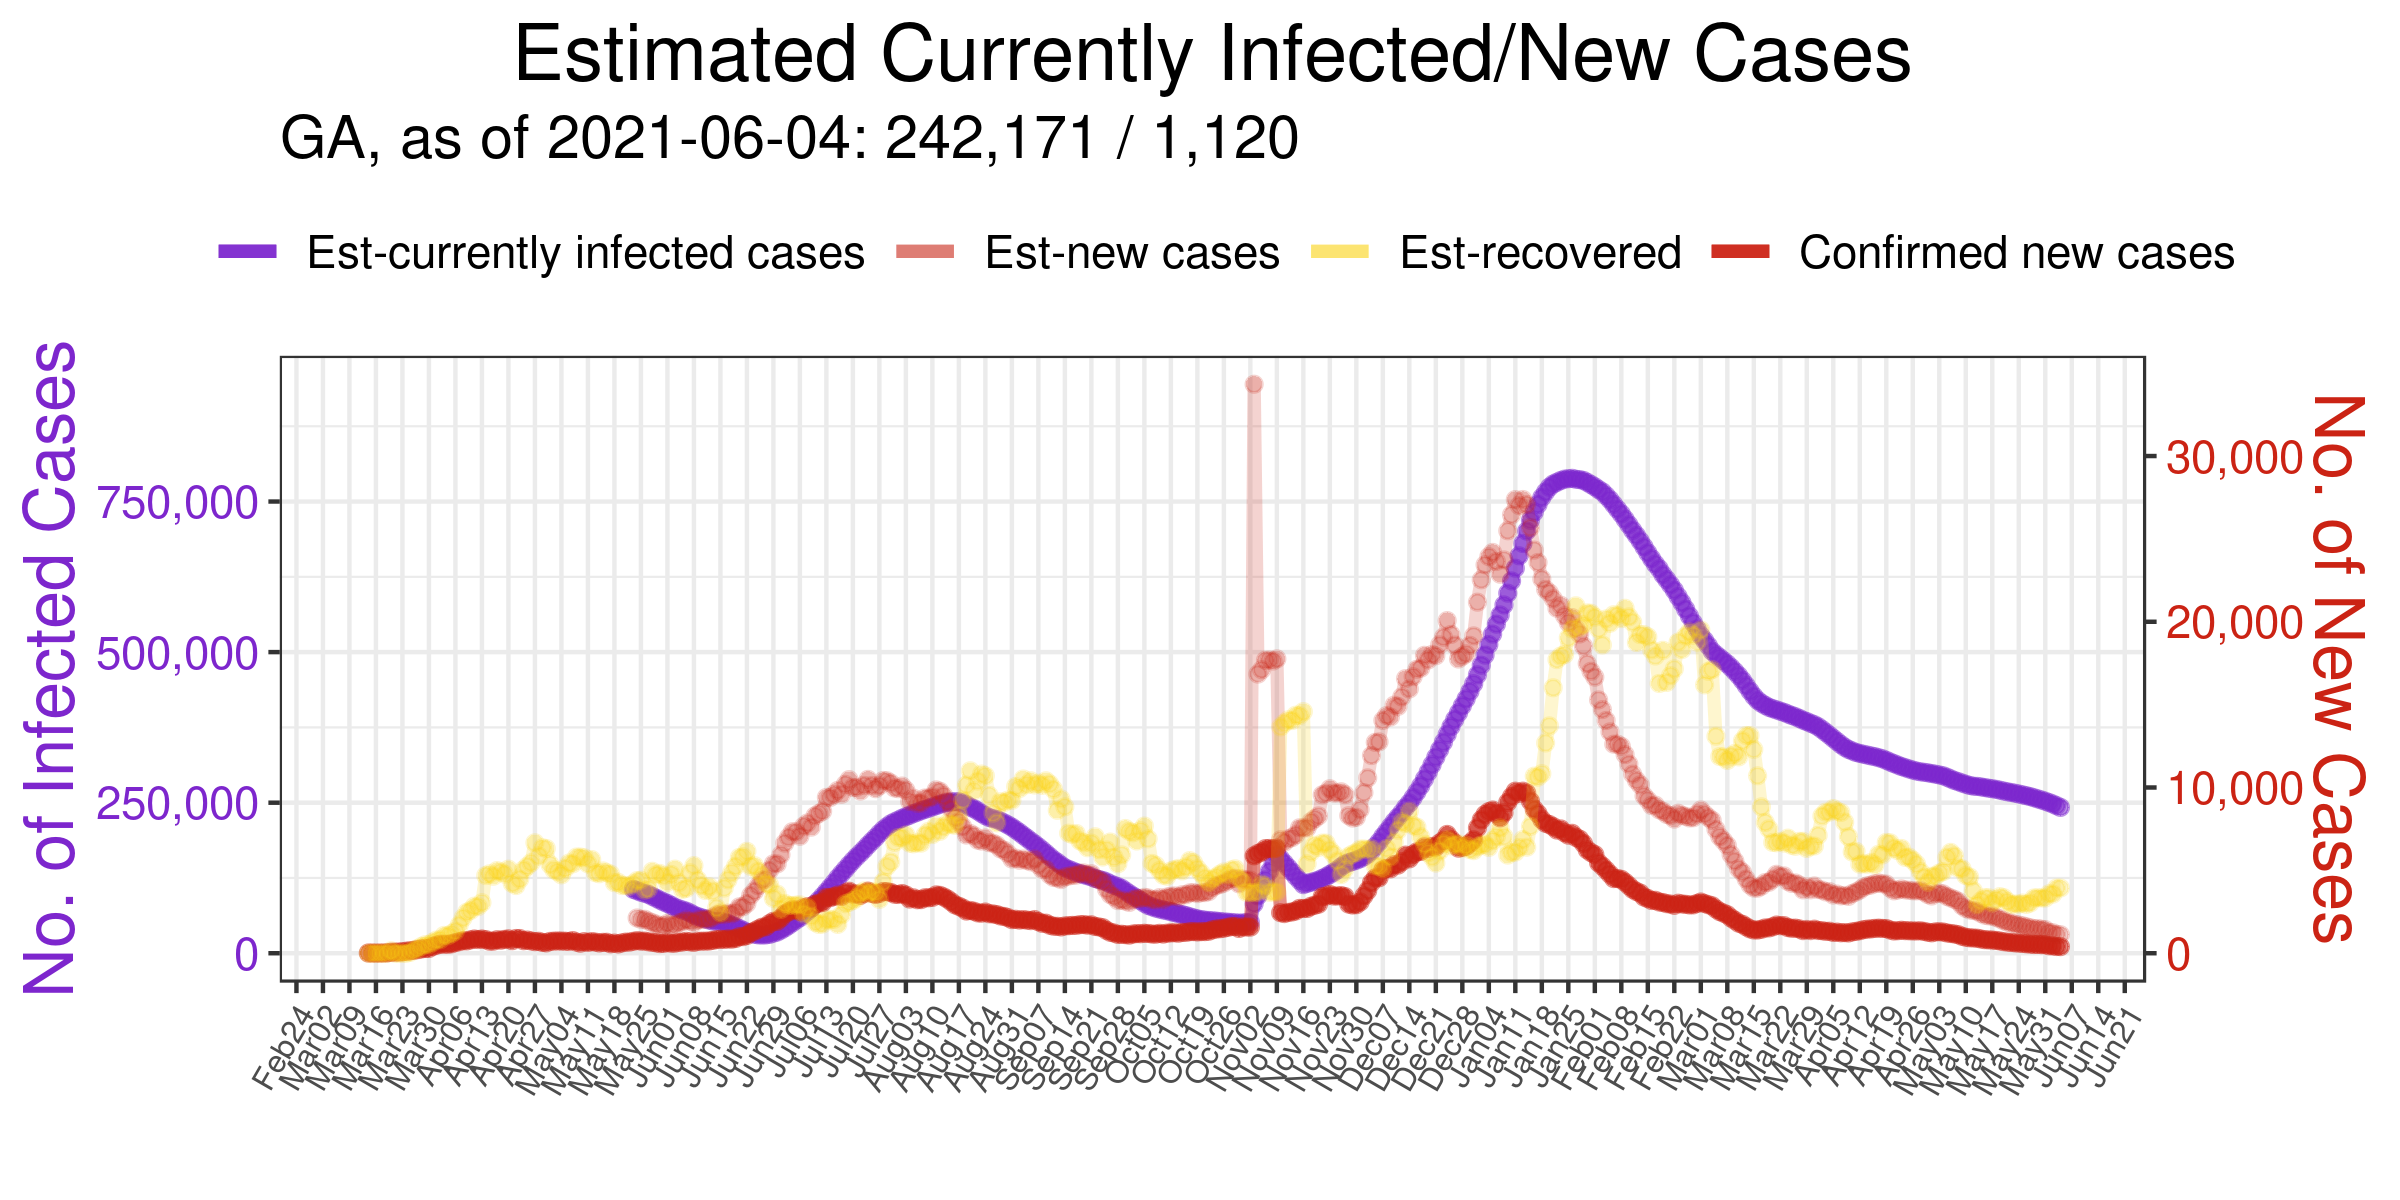 Estimated Currently Infected/New Cases
GA, as of 2021-06-04: 242,171 / 1,120
Est-currently infected cases
Est-new cases
Est-recovered
Confirmed new cases
No. of Infected Cases
750,000
500,000
250,000
0
30,000
20,000
10,000
0
No. of New Cases
Feb24
Mar02
Mar09
Mar16
Mar23
Mar30
Apr06
Apr13
Apr20
Apr27
May04
May11
May18
May25
Jun01
Jun08
Jun15
Jun22
Jun29
Jul06
Jul13
Jul20
Jul27
Aug03
Aug10
Aug17
Aug24
Aug31
Sep07
Sep14
Sep21
Sep28
Oct05
Oct12
Oct19
Oct26
Nov02
Nov09
Nov16
Nov23
Nov30
Dec07
Dec14
Dec21
Dec28
Jan04
Jan11
Jan18
Jan25
Feb01
Feb08
Feb15
Feb22
Mar01
Mar08
Mar15
Mar22
Mar29
Apr05
Apr12
Apr19
Apr26
May03
May10
May17
May24
May31
Jun07
Jun14
Jun21